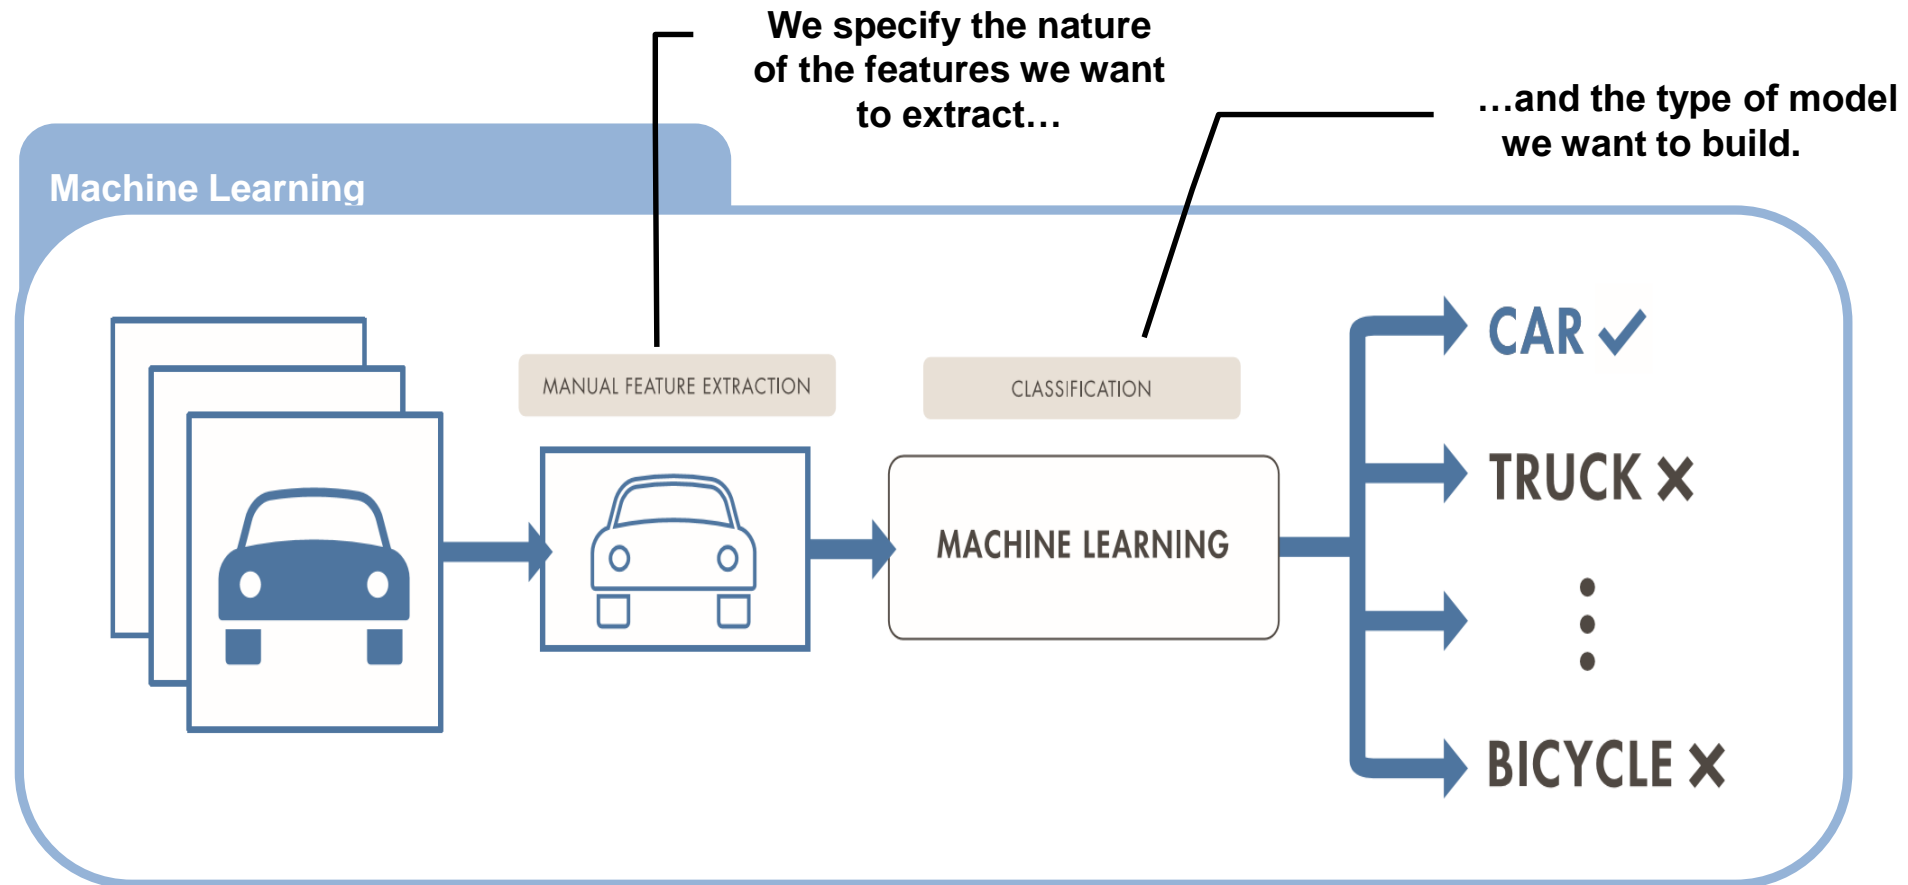 We specify the nature
of the features we want
to extract…
…and the type of model
we want to build.
Machine Learning
MANUAL FEATURE EXTRACTION
CLASSIFICATION
MACHINE LEARNING
CAR
TRUCK
BICYCLE